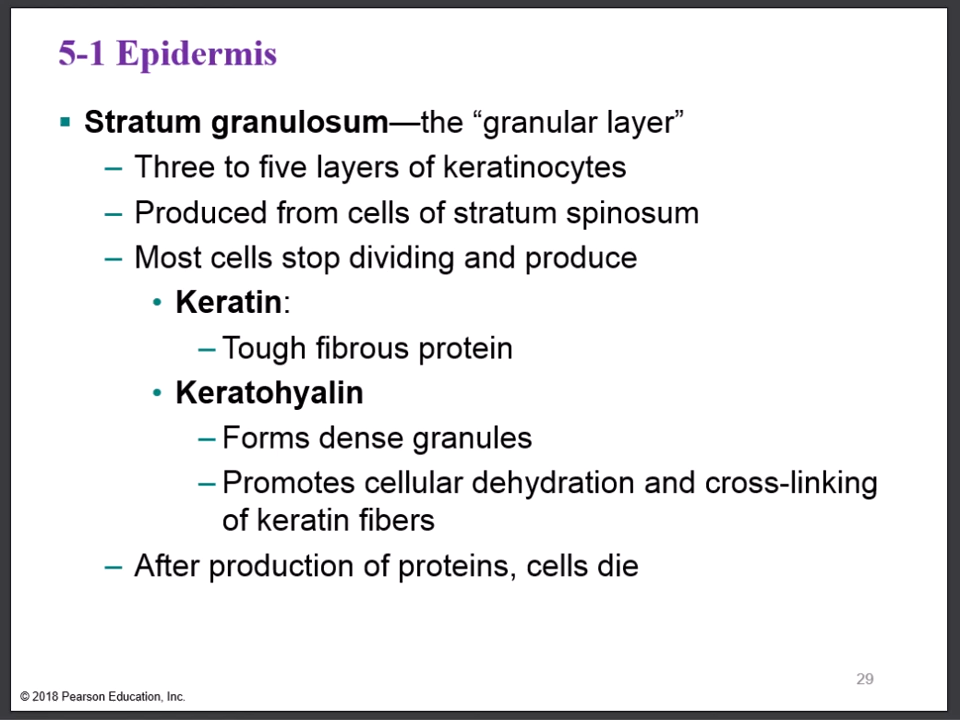 5-1 Epidermis
▪ Stratum granulosum—the “granular layer”
– Three to five layers of keratinocytes
– Produced from cells of stratum spinosum
– Most cells stop dividing and produce
• Keratin:
– Tough fibrous protein
• Keratohyalin
– Forms dense granules
– Promotes cellular dehydration and cross-linking
of keratin fibers
– After production of proteins, cells die
29
© 2018 Pearson Education, Inc.